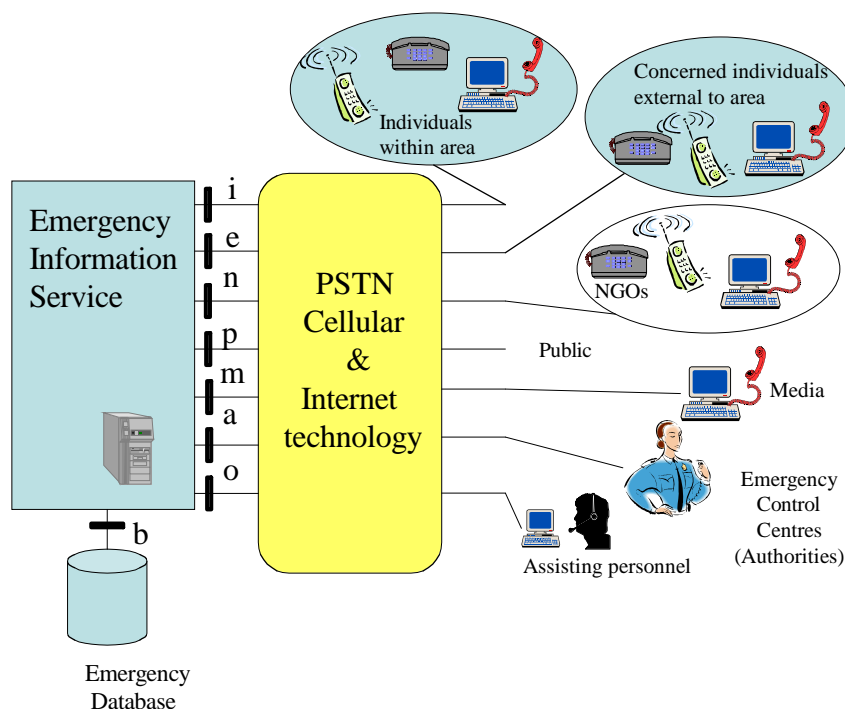 Individuals
within area
Concerned individuals
external to area
Emergency
Information
Service
i
e
n
p
m
a
o
b
PSTN
Cellular
&
Internet
technology
NGOs
Public
Media
Emergency
Control
Centres
(Authorities)
Assisting personnel
Emergency
Database